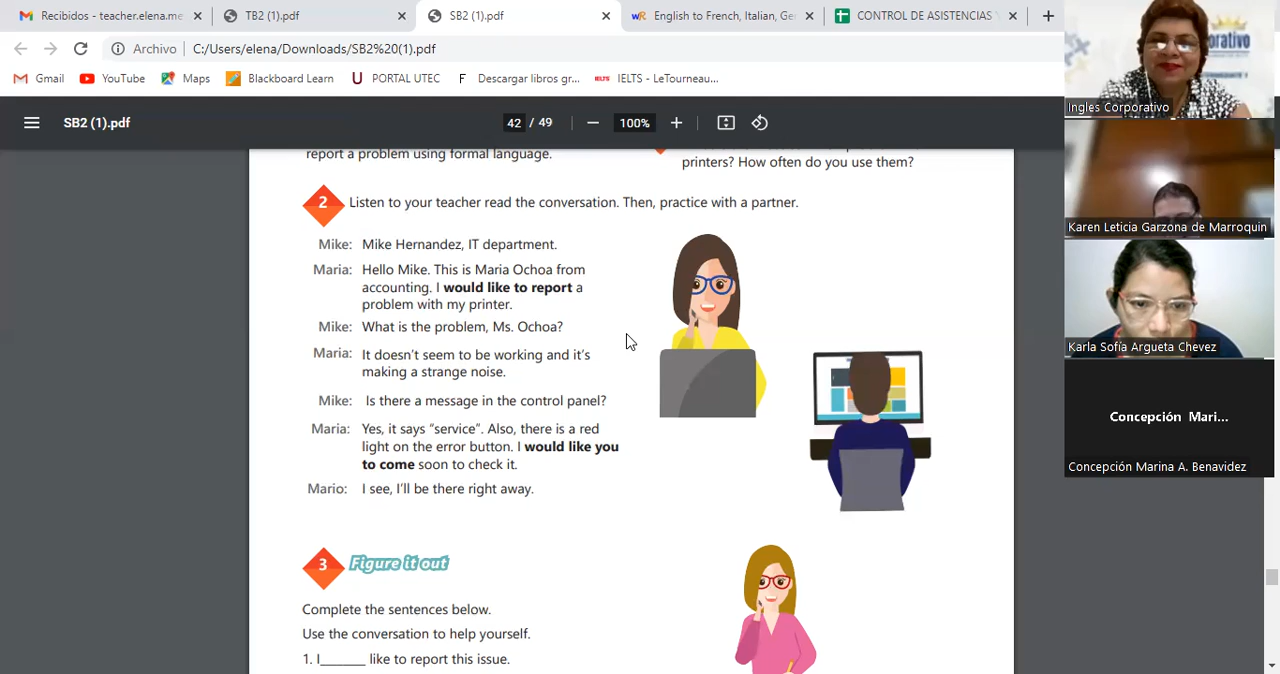 Recibidos - teacher.elena.me
TB2 (1).pdf
SB2 (1).pdf
English to French, Italian, Ger
CONTROL DE ASISTENCIAS Y
Archivo
C:/Users/elena/Downloads/SB2%20(1).pdf
Gmail
YouTube
Maps
Blackboard Learn
PORTAL UTEC
Descargar libros gr...
IELTS - LeTourneau...
SB2 (1).pdf
42 / 49
100%
report a problem using formal language.
printers? How often do you use them?
2 Listen to your teacher read the conversation. Then, practice with a partner.
Mike: Mike Hernandez, IT department.
Maria: Hello Mike. This is Maria Ochoa from
accounting. I would like to report a
problem with my printer.
Mike: What is the problem, Ms. Ochoa?
Maria: It doesn't seem to be working and it's
making a strange noise.
Mike: Is there a message in the control panel?
Maria: Yes, it says "service". Also, there is a red
light on the error button. I would like you
to come soon to check it.
Mario: I see, I'll be there right away.
3 Figure it out
Complete the sentences below.
Use the conversation to help yourself.
1. I______ like to report this issue.
Ingles Corporativo
Karen Leticia Garzona de Marroquin
Karla Sofía Argueta Chevez
Concepción Mari...
Concepción Marina A. Benavidez